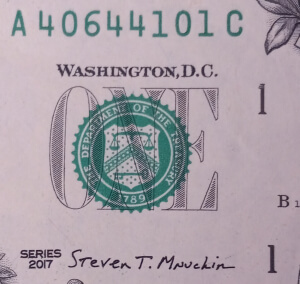 A 40644101 C
WASHINGTON, D.C.
1
ONE
THE DEPARTMENT OF THE TREASURY
1789
B
SERIES
2017
Steven T. Mnuchin
1